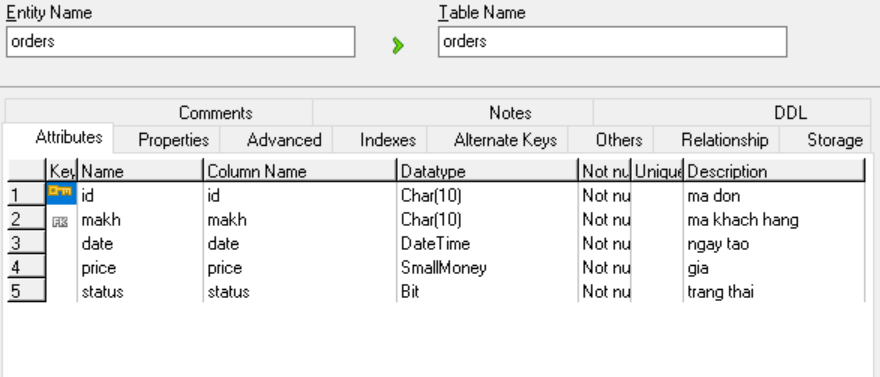 Entity Name Table Name
orders orders
Comments Notes DDL
Attributes Properties Advanced Indexes Alternate Keys Others Relationship Storage
Key Name Column Name Datatype Not nu Unique Description
1 id id Char(10) Not nu ma don
2 FK makh makh Char(10) Not nu ma khach hang
3 date date DateTime Not nu ngay tao
4 price price SmallMoney Not nu gia
5 status status Bit Not nu trang thai